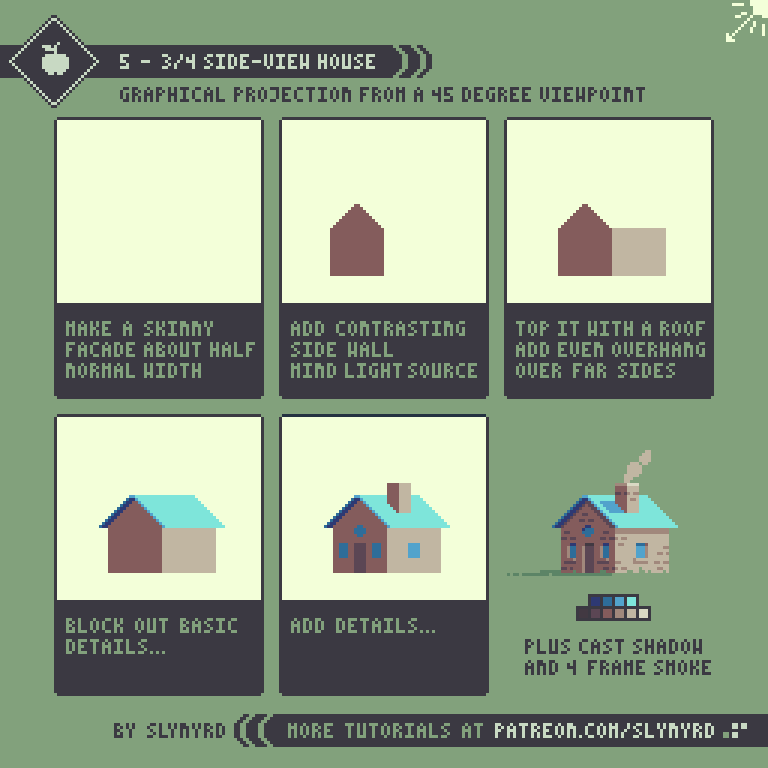 5 - 3/4 SIDE-VIEW HOUSE
GRAPHICAL PROJECTION FROM A 45 DEGREE VIEWPOINT
MAKE A SKINNY
FACADE ABOUT HALF
NORMAL WIDTH
ADD CONTRASTING
SIDE WALL
MIND LIGHT SOURCE
TOP IT WITH A ROOF
ADD EVEN OVERHANG
OVER FAR SIDES
BLOCK OUT BASIC
DETAILS...
ADD DETAILS...
PLUS CAST SHADOW
AND 4 FRAME SMOKE
BY SLYNYRD
MORE TUTORIALS AT PATREON.COM/SLYNYRD